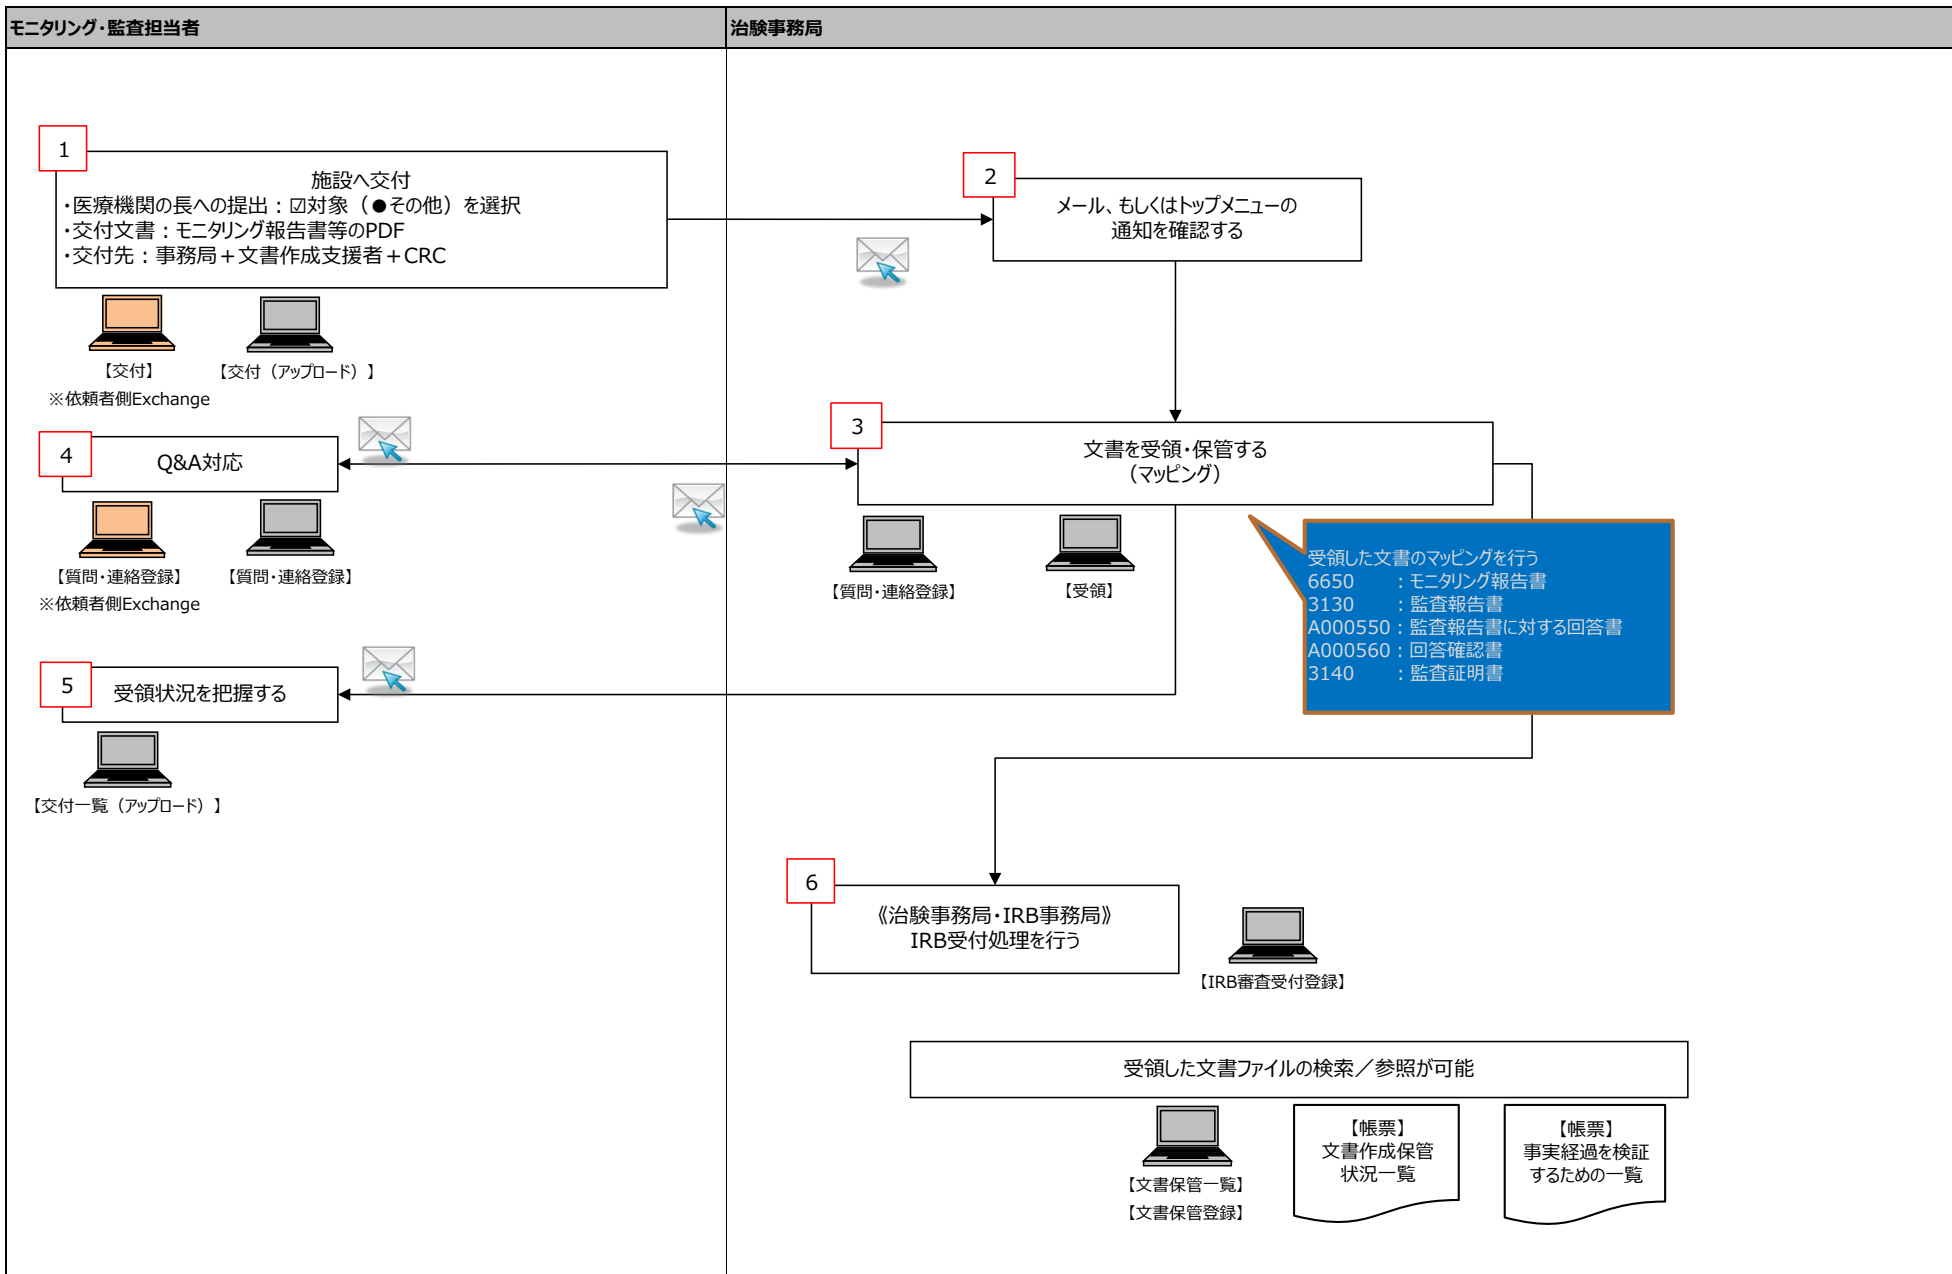 モニタリング・監査担当者
治験事務局
1
施設へ交付
・医療機関の長への提出：☑対象（●その他）を選択
・交付文書：モニタリング報告書等のPDF
・交付先：事務局＋文書作成支援者＋CRC
【交付】
【交付（アップロード）】
※依頼者側Exchange
2
メール、もしくはトップメニューの
通知を確認する
3
文書を受領・保管する
（マッピング）
【質問・連絡登録】
【受領】
受領した文書のマッピングを行う
6650　　：モニタリング報告書
3130　　：監査報告書
A000550：監査報告書に対する回答書
A000560：回答確認書
3140　　：監査証明書
4
Q&A対応
【質問・連絡登録】
【質問・連絡登録】
※依頼者側Exchange
5
受領状況を把握する
【交付一覧（アップロード）】
6
《治験事務局・IRB事務局》
IRB受付処理を行う
【IRB審査受付登録】
受領した文書ファイルの検索／参照が可能
【文書保管一覧】
【文書保管登録】
【帳票】
文書作成保管
状況一覧
【帳票】
事実経過を検証
するための一覧